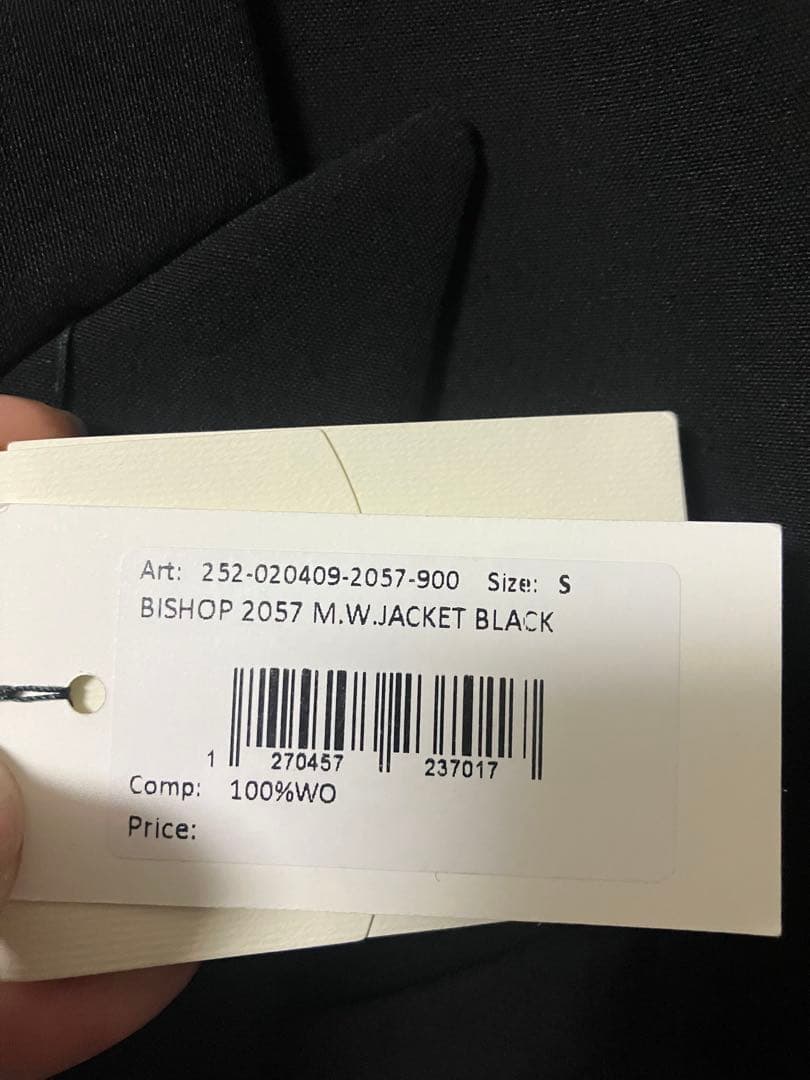 Art: 252-020409-2057-900 Size: S
BISHOP 2057 M.W.JACKET BLACK
1 270457 237017
Comp: 100%WO
Price: